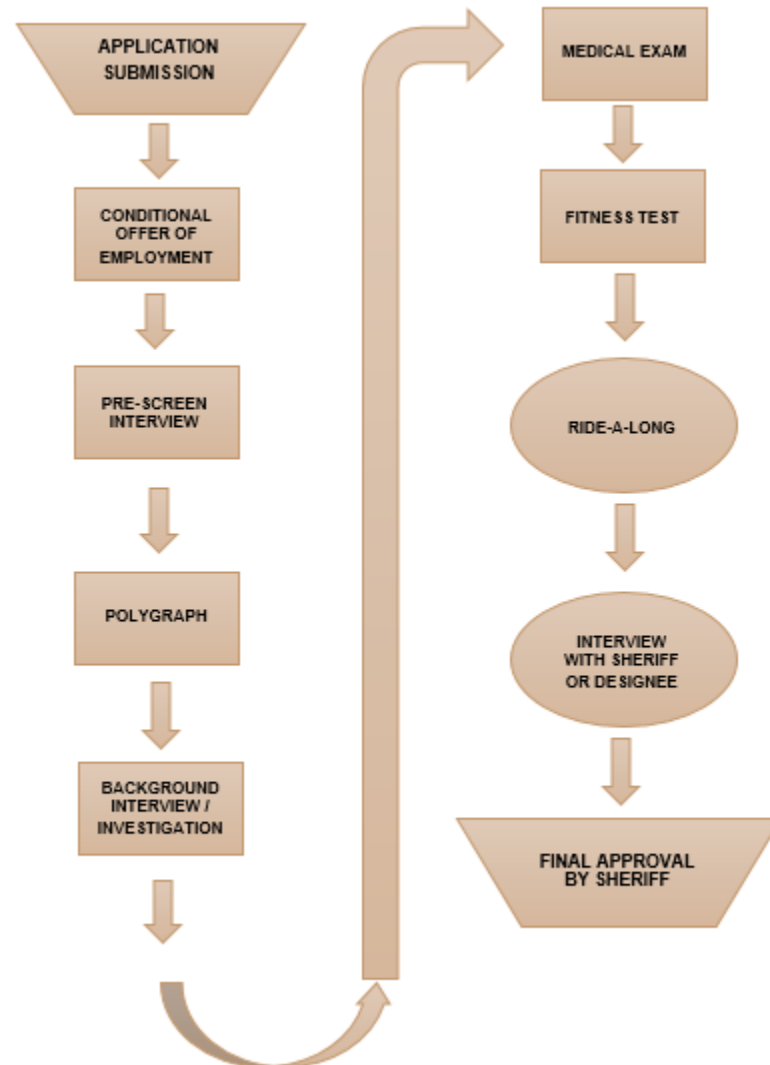 APPLICATION
SUBMISSION
CONDITIONAL
OFFER OF
EMPLOYMENT
PRE-SCREEN
INTERVIEW
POLYGRAPH
BACKGROUND
INTERVIEW /
INVESTIGATION
MEDICAL EXAM
FITNESS TEST
RIDE-A-LONG
INTERVIEW
WITH SHERIFF
OR DESIGNEE
FINAL APPROVAL
BY SHERIFF